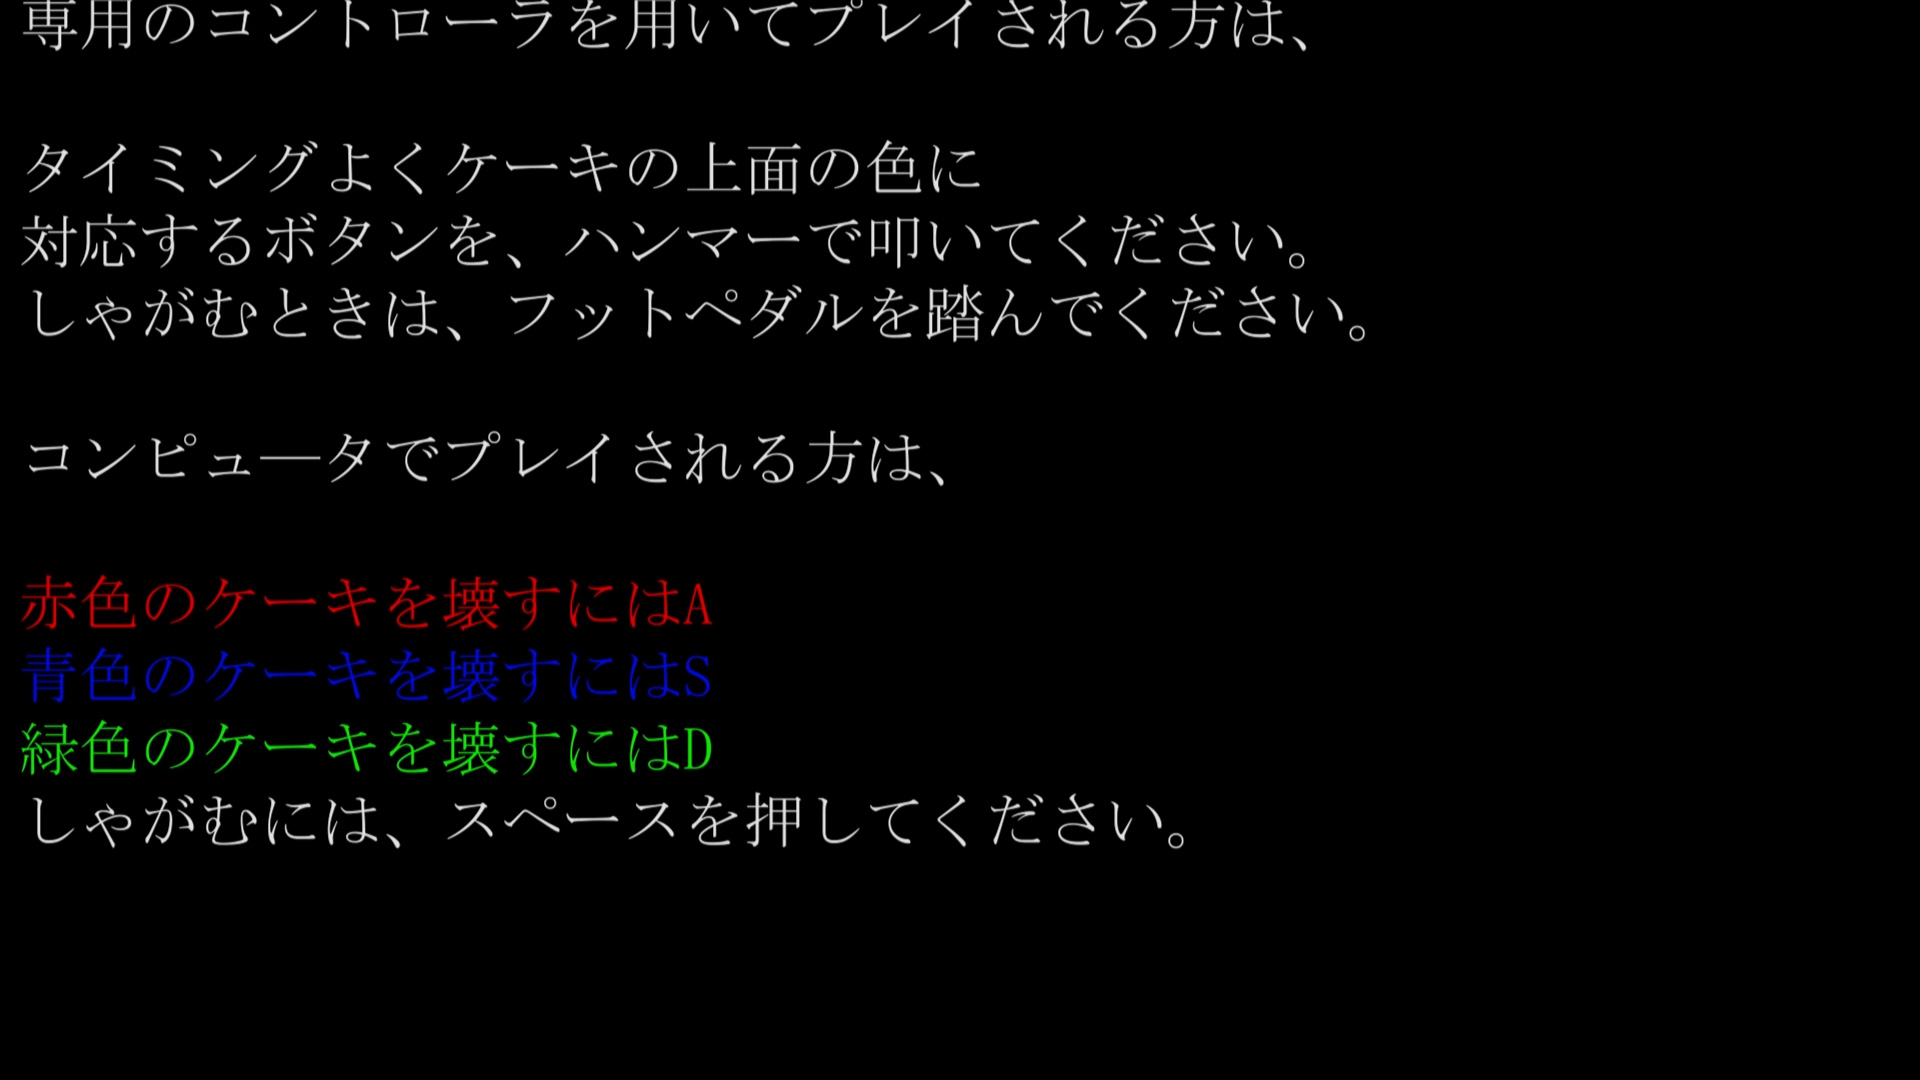 専用のコントローラを用いてプレイされる方は、
タイミングよくケーキの上面の色に
対応するボタンを、ハンマーで叩いてください。
しゃがむときは、フットペダルを踏んでください。
コンピュ―タでプレイされる方は、
赤色のケーキを壊すにはA
青色のケーキを壊すにはS
緑色のケーキを壊すにはD
しゃがむには、スペースを押してください。